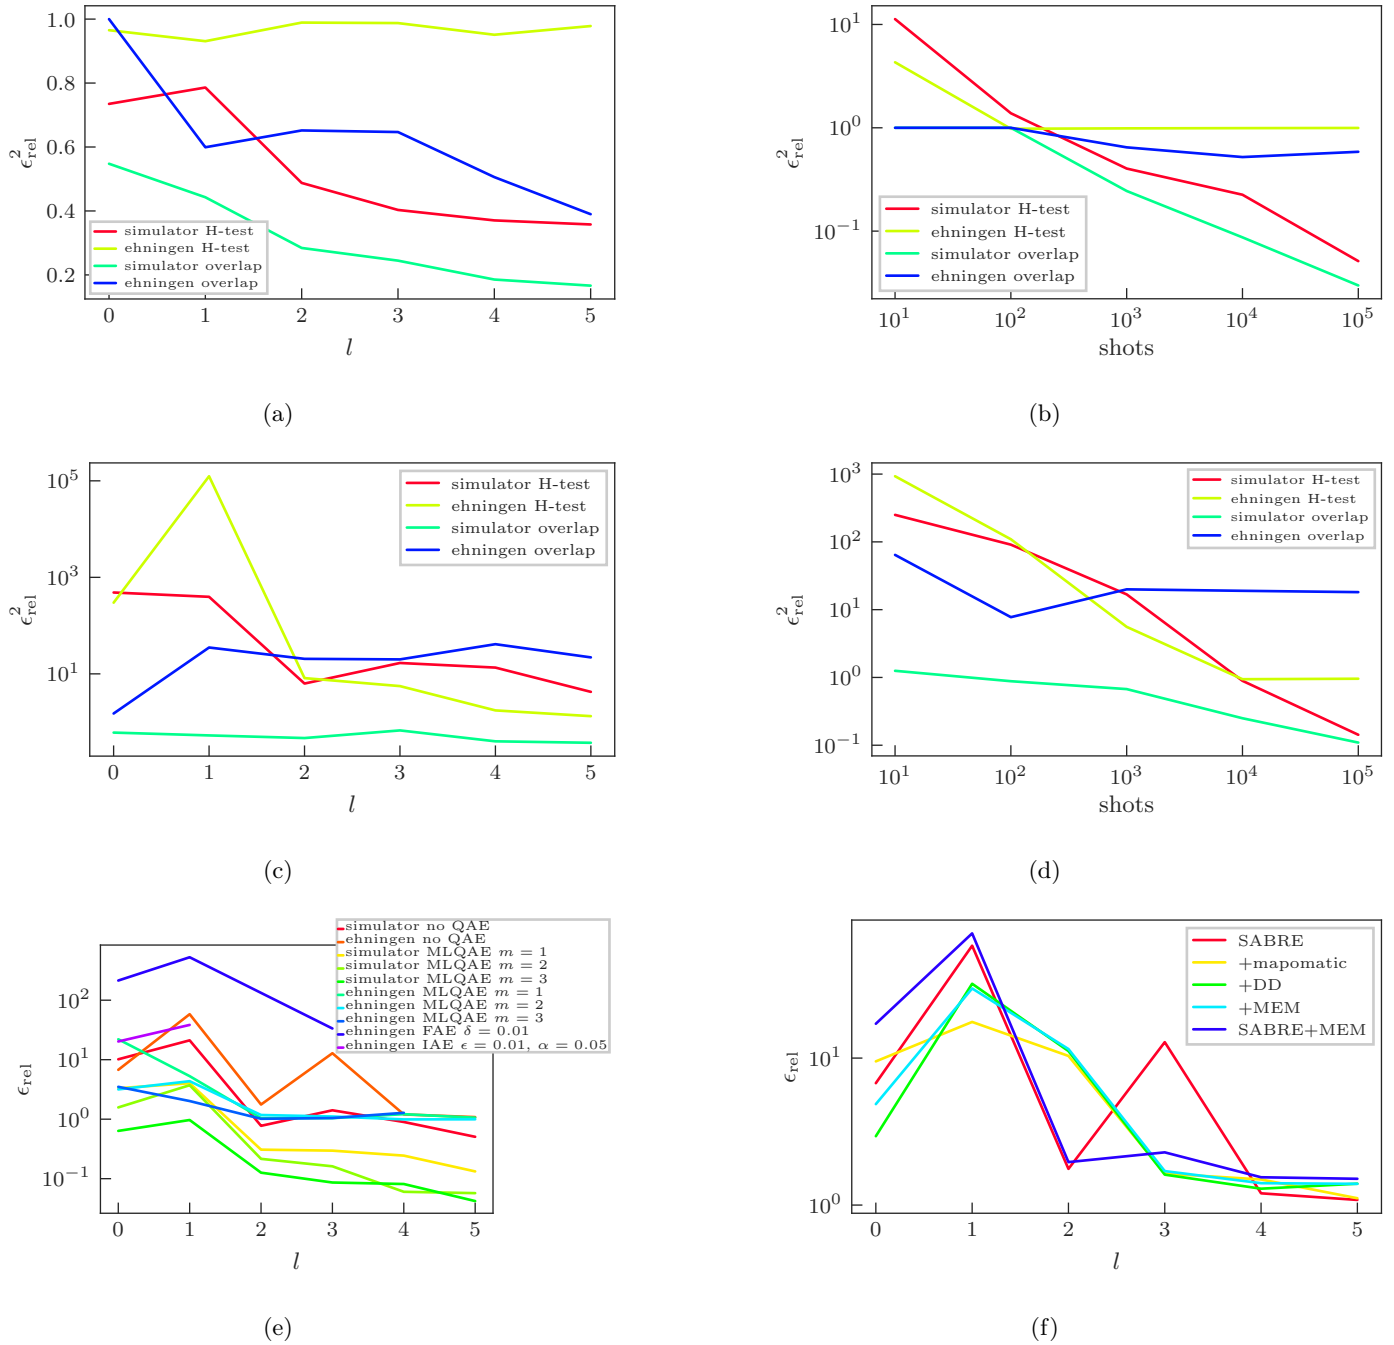 1.0
0.8
0.6
0.4
0.2
ϵ²rel
simulator H-test
ehningen H-test
simulator overlap
ehningen overlap
0 1 2 3 4 5
l
(a)
10¹
10⁰
10⁻¹
ϵ²rel
simulator H-test
ehningen H-test
simulator overlap
ehningen overlap
10¹ 10² 10³ 10⁴ 10⁵
shots
(b)
10⁵
10³
10¹
ϵ²rel
simulator H-test
ehningen H-test
simulator overlap
ehningen overlap
0 1 2 3 4 5
l
(c)
10³
10²
10¹
10⁰
10⁻¹
ϵ²rel
simulator H-test
ehningen H-test
simulator overlap
ehningen overlap
10¹ 10² 10³ 10⁴ 10⁵
shots
(d)
simulator no QAE
ehningen no QAE
simulator MLQAE m = 1
simulator MLQAE m = 2
simulator MLQAE m = 3
ehningen MLQAE m = 1
ehningen MLQAE m = 2
ehningen MLQAE m = 3
ehningen FAE δ = 0.01
ehningen IAE ϵ = 0.01, α = 0.05
10²
10¹
10⁰
10⁻¹
ϵrel
0 1 2 3 4 5
l
(e)
SABRE
+mapomatic
+DD
+MEM
SABRE+MEM
10¹
10⁰
ϵrel
0 1 2 3 4 5
l
(f)